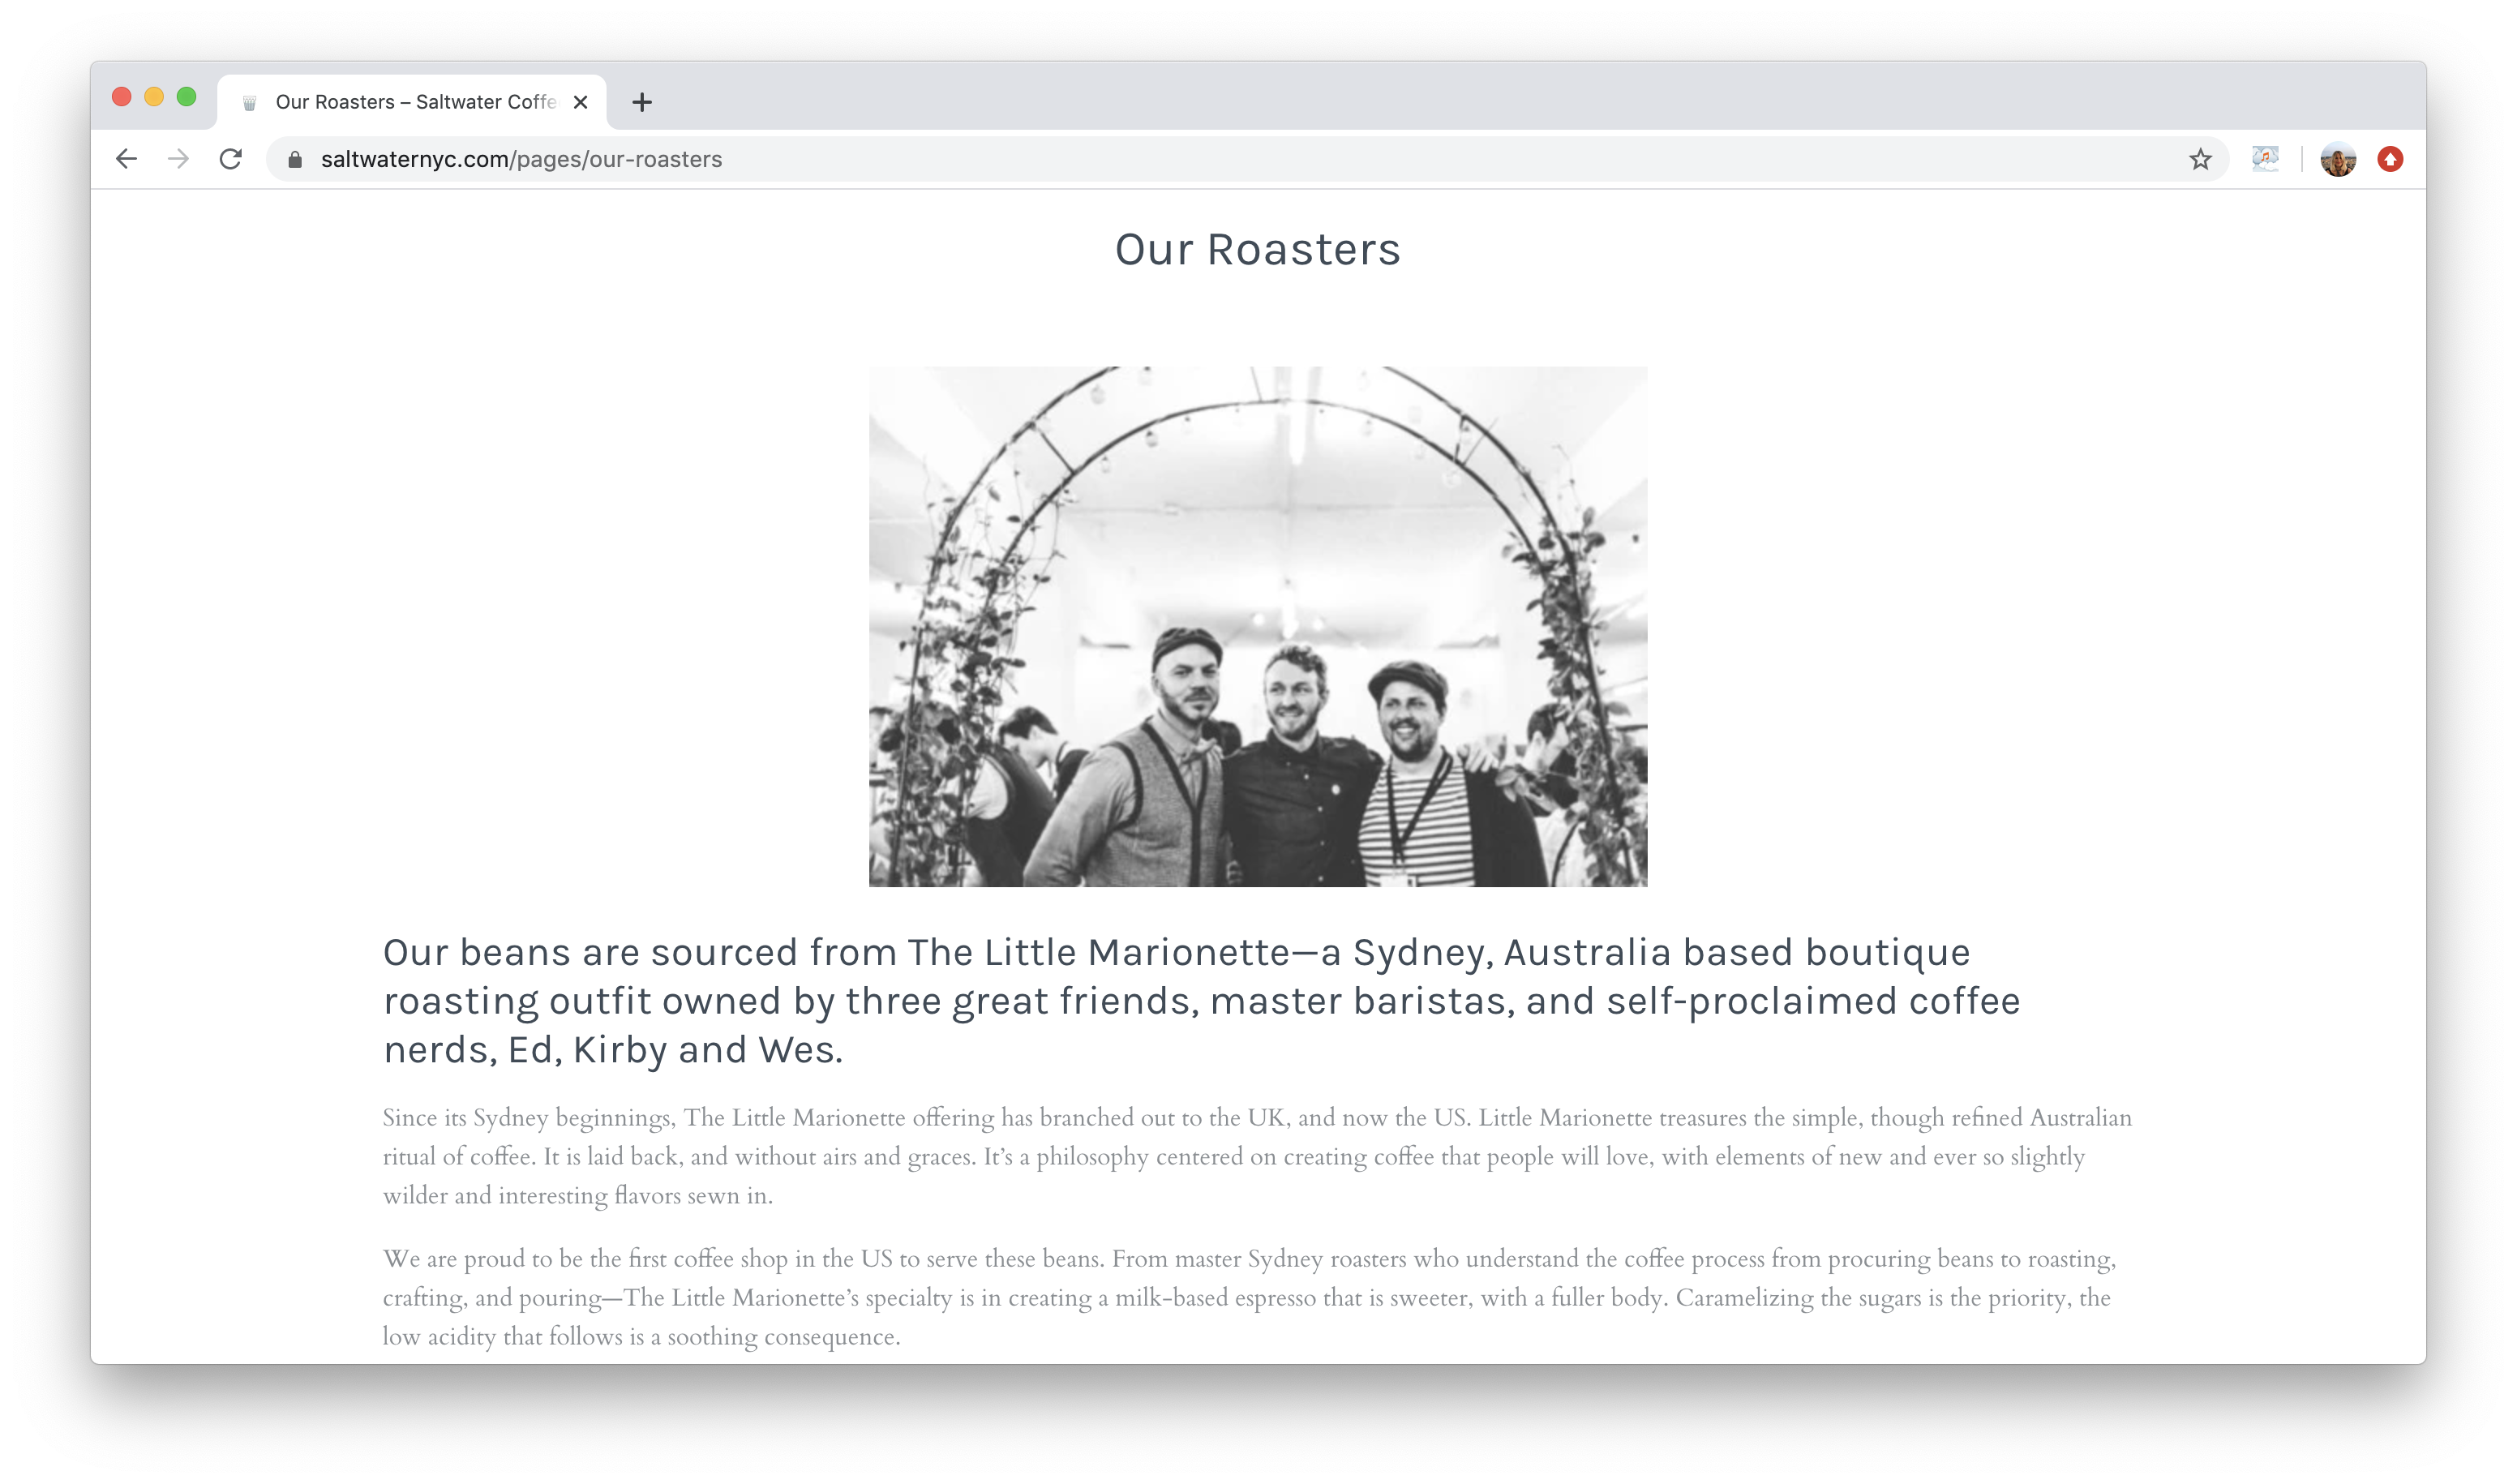 Our Roasters – Saltwater Coffe
saltwaternyc.com/pages/our-roasters
Our Roasters
Our beans are sourced from The Little Marionette—a Sydney, Australia based boutique
roasting outfit owned by three great friends, master baristas, and self-proclaimed coffee
nerds, Ed, Kirby and Wes.
Since its Sydney beginnings, The Little Marionette offering has branched out to the UK, and now the US. Little Marionette treasures the simple, though refined Australian
ritual of coffee. It is laid back, and without airs and graces. It’s a philosophy centered on creating coffee that people will love, with elements of new and ever so slightly
wilder and interesting flavors sewn in.
We are proud to be the first coffee shop in the US to serve these beans. From master Sydney roasters who understand the coffee process from procuring beans to roasting,
crafting, and pouring—The Little Marionette’s specialty is in creating a milk-based espresso that is sweeter, with a fuller body. Caramelizing the sugars is the priority, the
low acidity that follows is a soothing consequence.